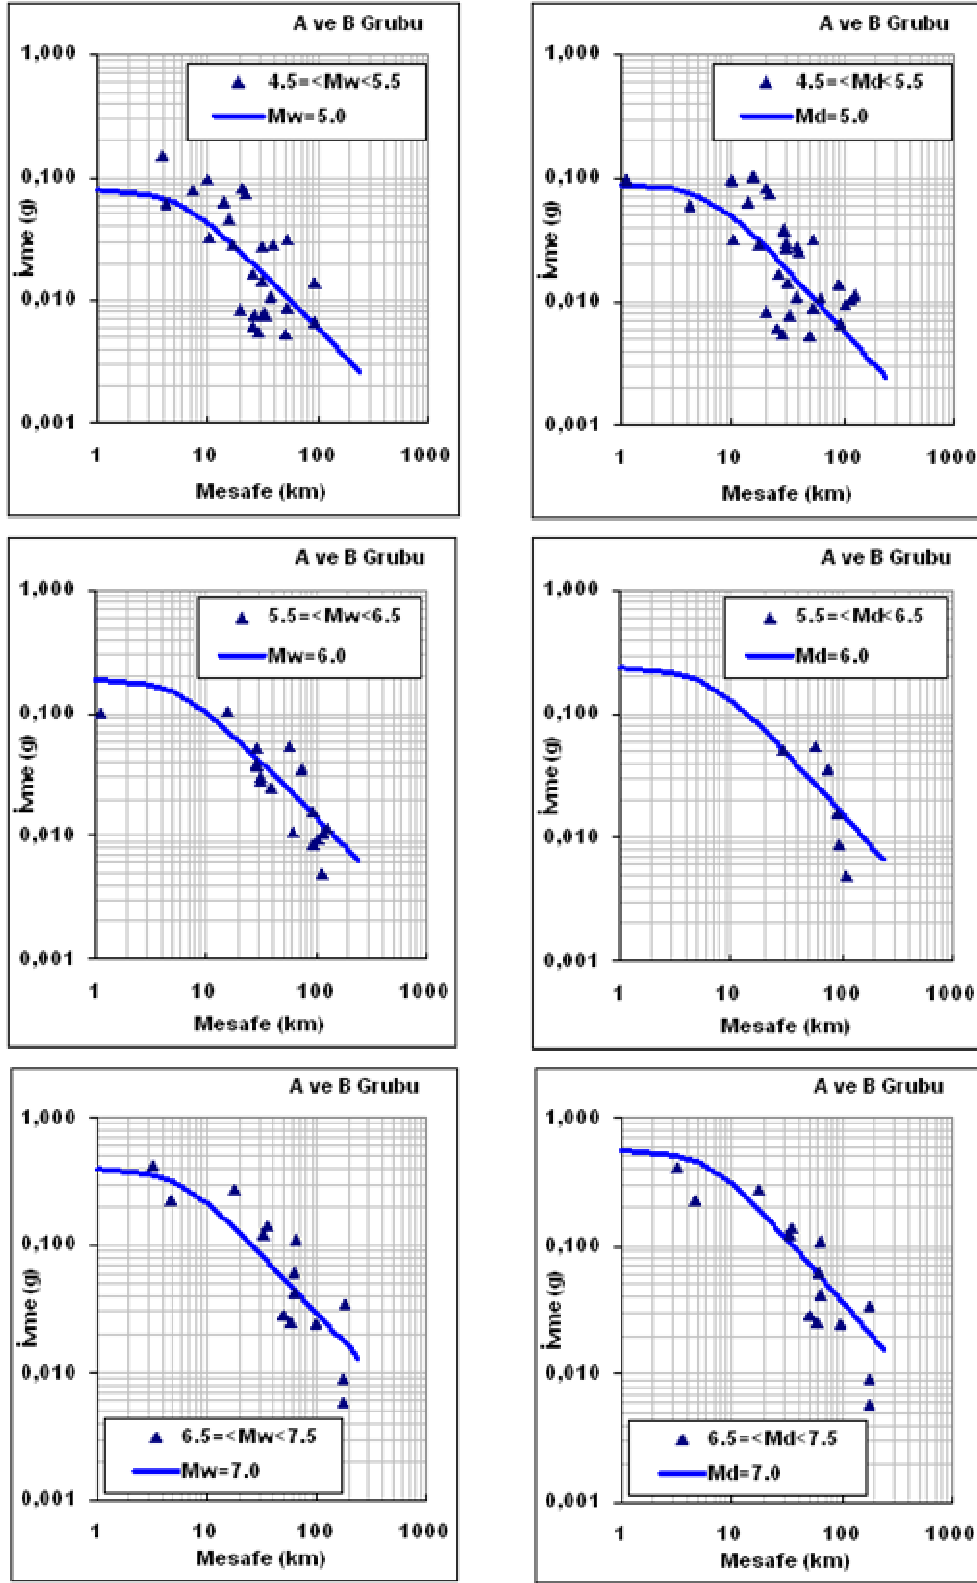 A ve B Grubu
1,000
0,100
0,010
0,001
İvme (g)
4.5=<Mw<5.5
Mw=5.0
1 10 100 1000
Mesafe (km)
A ve B Grubu
1,000
0,100
0,010
0,001
İvme (g)
4.5=<Md<5.5
Md=5.0
1 10 100 1000
Mesafe (km)
A ve B Grubu
1,000
0,100
0,010
0,001
İvme (g)
5.5=<Mw<6.5
Mw=6.0
1 10 100 1000
Mesafe (km)
A ve B Grubu
1,000
0,100
0,010
0,001
İvme (g)
5.5=<Md<6.5
Md=6.0
1 10 100 1000
Mesafe (km)
A ve B Grubu
1,000
0,100
0,010
0,001
İvme (g)
6.5=<Mw<7.5
Mw=7.0
1 10 100 1000
Mesafe (km)
A ve B Grubu
1,000
0,100
0,010
0,001
İvme (g)
6.5=<Md<7.5
Md=7.0
1 10 100 1000
Mesafe (km)